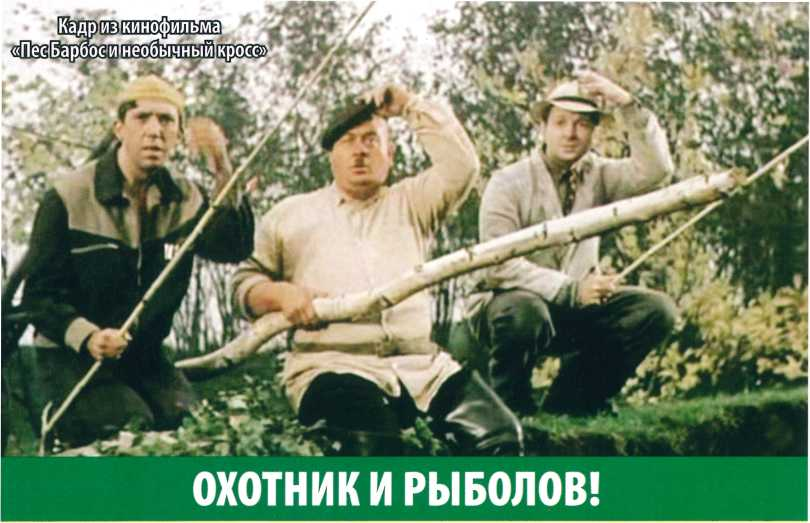 Кадр из кинофильма
«Пес Барбос и необычный кросс»
ОХОТНИК И РЫБОЛОВ!